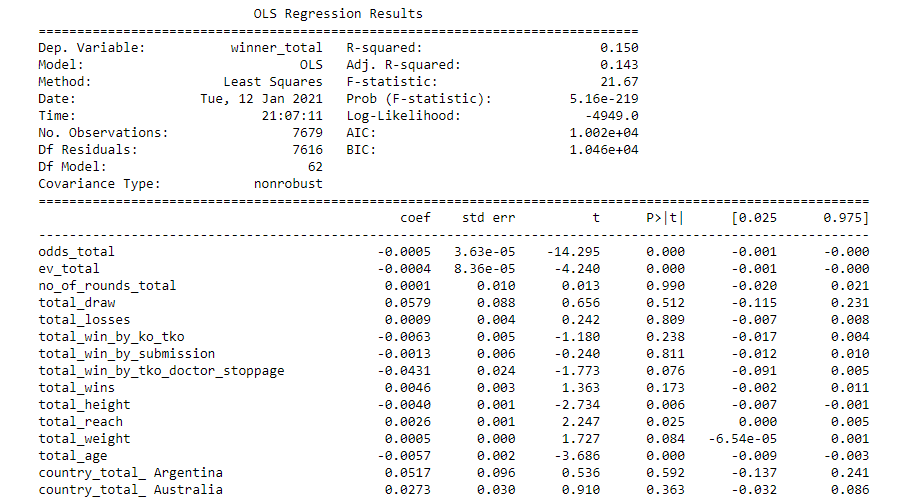 OLS Regression Results
==============================================================================
Dep. Variable: winner_total R-squared: 0.150
Model: OLS Adj. R-squared: 0.143
Method: Least Squares F-statistic: 21.67
Date: Tue, 12 Jan 2021 Prob (F-statistic): 5.16e-219
Time: 21:07:11 Log-Likelihood: -4949.0
No. Observations: 7679 AIC: 1.002e+04
Df Residuals: 7616 BIC: 1.046e+04
Df Model: 62
Covariance Type: nonrobust
============================================================================================================
coef std err t P>|t| [0.025 0.975]
------------------------------------------------------------------------------------------------------------
odds_total -0.0005 3.63e-05 -14.295 0.000 -0.001 -0.000
ev_total -0.0004 8.36e-05 -4.240 0.000 -0.001 -0.000
no_of_rounds_total 0.0001 0.010 0.013 0.990 -0.020 0.021
total_draw 0.0579 0.088 0.656 0.512 -0.115 0.231
total_losses 0.0009 0.004 0.242 0.809 -0.007 0.008
total_win_by_ko_tko -0.0063 0.005 -1.180 0.238 -0.017 0.004
total_win_by_submission -0.0013 0.006 -0.240 0.811 -0.012 0.010
total_win_by_tko_doctor_stoppage -0.0431 0.024 -1.773 0.076 -0.091 0.005
total_wins 0.0046 0.003 1.363 0.173 -0.002 0.011
total_height -0.0040 0.001 -2.734 0.006 -0.007 -0.001
total_reach 0.0026 0.001 2.247 0.025 0.000 0.005
total_weight 0.0005 0.000 1.727 0.084 -6.54e-05 0.001
total_age -0.0057 0.002 -3.686 0.000 -0.009 -0.003
country_total_ Argentina 0.0517 0.096 0.536 0.592 -0.137 0.241
country_total_ Australia 0.0273 0.030 0.910 0.363 -0.032 0.086